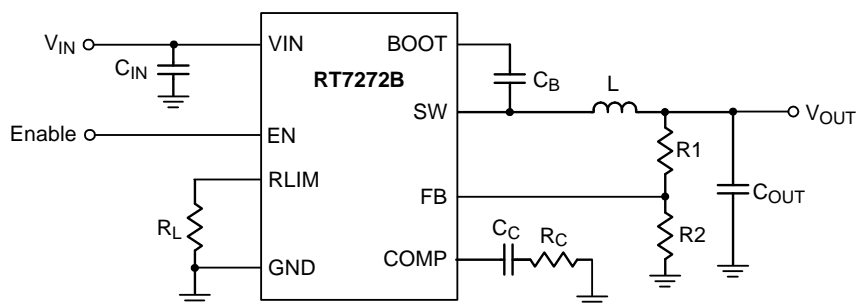 VIN
VIN
BOOT
CIN
RT7272B
CB
L
SW
VOUT
Enable
EN
R1
RLIM
FB
COUT
RL
CC
RC
R2
COMP
GND